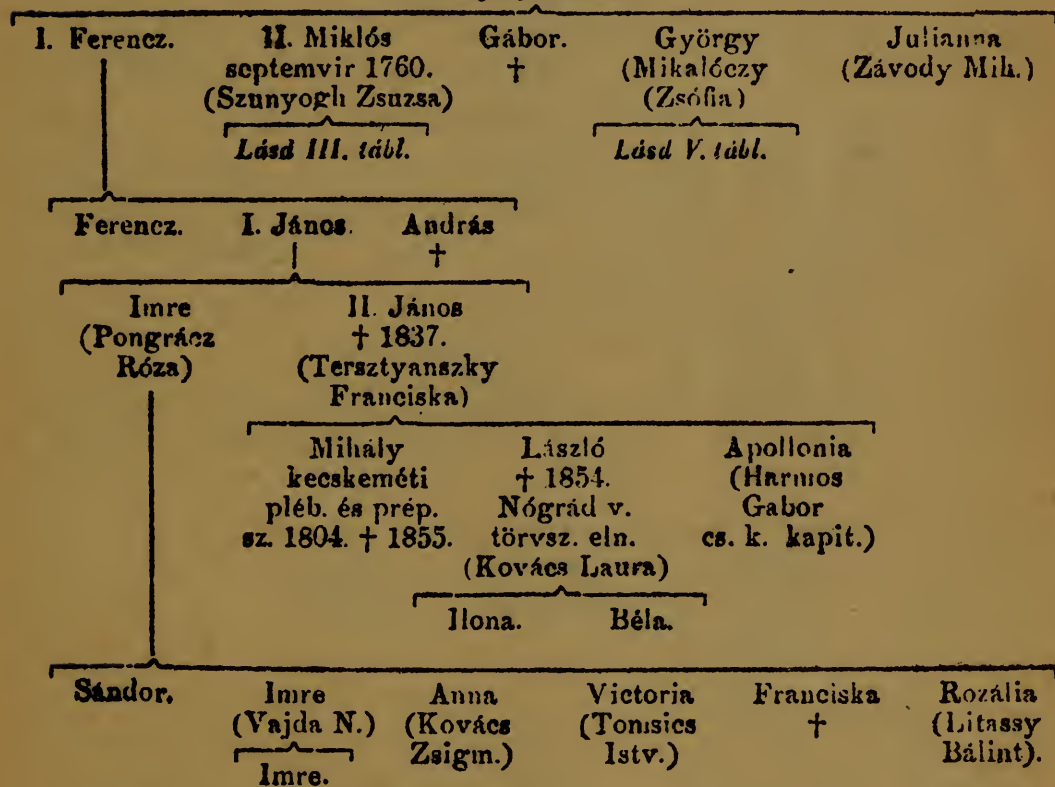 I. Ferencz. II. Miklós Gábor. György Julianna
septemvir 1760. † (Mikalóczy (Závody Mih.)
(Szunyogh Zsuzsa) (Zsófia)
Lásd III. tábl. Lásd V. tábl.
Ferencz. I. János. András
†
Imre II. János
(Pongrácz † 1837.
Róza) (Tersztyanszky
Franciska)
Mihály László Apollonia
kecskeméti † 1854. (Harmos
pléb. és prép. Nógrád v. Gabor
sz. 1804. † 1855. törvsz. eln. cs. k. kapit.)
(Kovács Laura)
Ilona. Béla.
Sándor. Imre Anna Victoria Franciska Rozália
(Vajda N.) (Kovács (Tomsics † (Litassy
Zsigm.) Istv.) Bálint).
Imre.